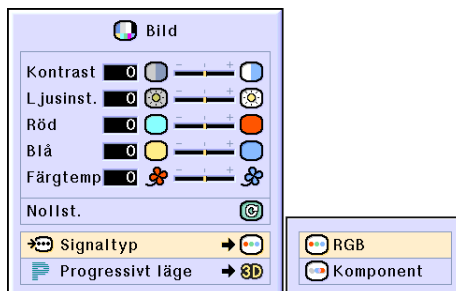 Bild
Kontrast 0
Ljusinst. 0
Röd 0
Blå 0
Färgtemp 0
Nollst.
Signaltyp
Progressivt läge 3D
RGB
Komponent